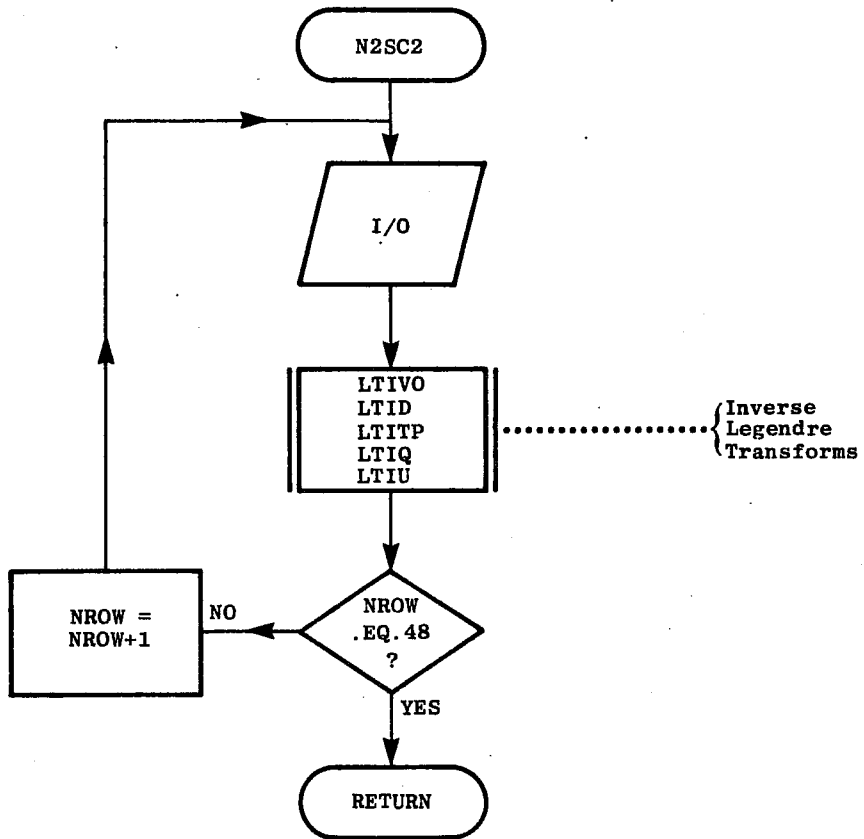 N2SC2
I/O
LTIVO
LTID
LTITP
LTIQ
LTIU
Inverse
Legendre
Transforms
NROW
.EQ.48
?
NO
NROW =
NROW+1
YES
RETURN